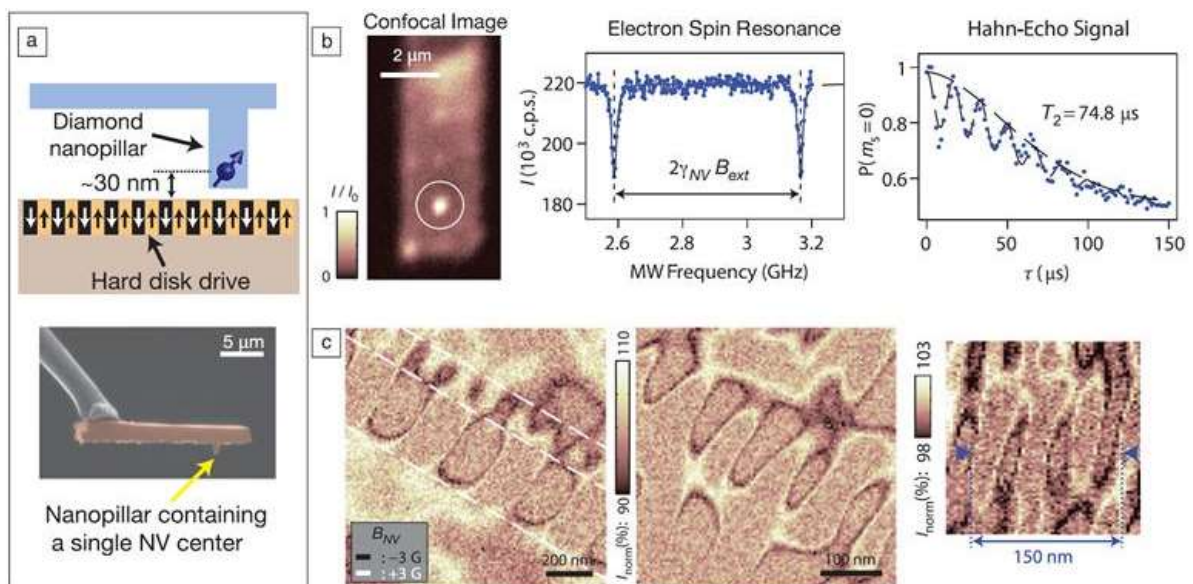 a
Diamond
nanopillar
~30 nm
Hard disk drive
5 μm
Nanopillar containing
a single NV center
b
Confocal Image
2 μm
I / I₀
1
0
Electron Spin Resonance
I (10³ c.p.s.)
220
200
180
2γNV Bext
2.6
2.8
3.0
3.2
MW Frequency (GHz)
Hahn-Echo Signal
P(mₛ = 0)
1
0.8
0.6
T₂ = 74.8 μs
0
50
100
150
τ (μs)
c
BNV
: −3 G
: +3 G
200 nm
Inorm(%): 90 110
100 nm
Inorm(%): 98 103
150 nm